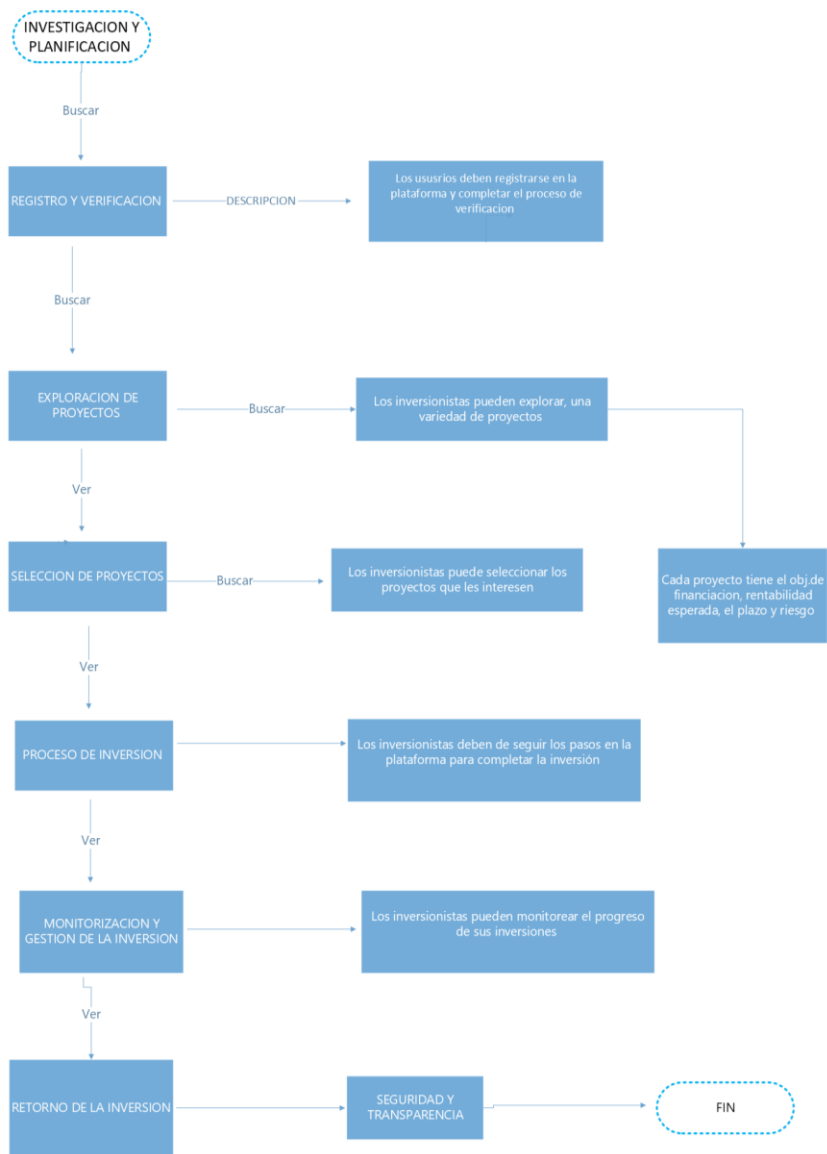 INVESTIGACION Y
PLANIFICACION
Buscar
REGISTRO Y VERIFICACION
DESCRIPCION
Los ususrios deben registrarse en la
plataforma y completar el proceso de
verificacion
Buscar
EXPLORACION DE
PROYECTOS
Buscar
Los inversionistas pueden explorar, una
variedad de proyectos
Ver
SELECCION DE PROYECTOS
Buscar
Los inversionistas puede seleccionar los
proyectos que les interesen
Cada proyecto tiene el obj.de
financiacion, rentabilidad
esperada, el plazo y riesgo
Ver
PROCESO DE INVERSION
Los inversionistas deben de seguir los pasos en la
plataforma para completar la inversión
Ver
MONITORIZACION Y
GESTION DE LA INVERSION
Los inversionistas pueden monitorear el progreso
de sus inversiones
Ver
RETORNO DE LA INVERSION
SEGURIDAD Y
TRANSPARENCIA
FIN